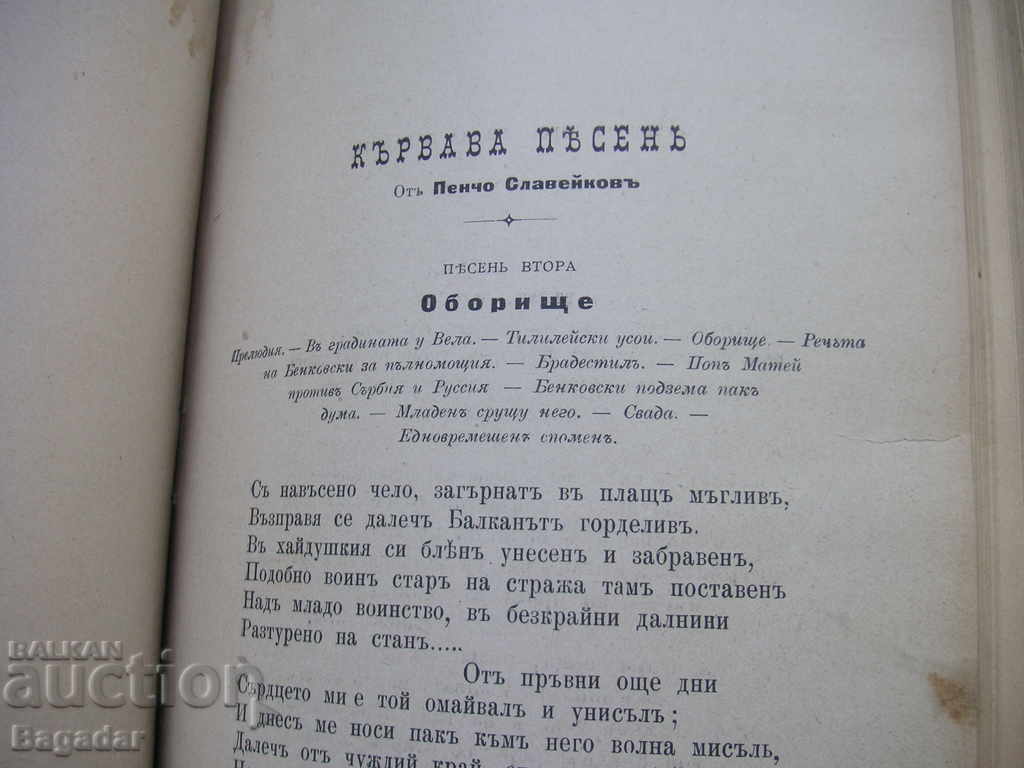 КЪРВАВА ПѢСЕНЬ
Отъ Пенчо Славейковъ
ПѢСЕНЬ ВТОРА
Оборище
Прелюдия. — Въ градината у Вела. — Тилилейски усои. — Оборище. — Речьта
на Бенковски за пълномощия. — Брадестилъ. — Попъ Матей
противъ Сърбия и Руссия — Бенковски подзема пакъ
дума. — Младенъ срущу него. — Свада. —
Едноврeмешенъ споменъ.
Съ навъсено чело, загърнатъ въ плащъ мъгливъ,
Възправя се далечъ Балканътъ горделивъ.
Въ хайдушкия си блѣнъ унесенъ и забравенъ,
Подобно воинъ старъ на стража тамъ поставенъ
Надъ младо воинство, въ безкрайни далнини
Разтурено на станъ.....
Отъ пръвни още дни
Сърдцето ми е той омайвалъ и унисълъ;
И днесъ ме носи пакъ къмъ него волна мисъль,
Далечъ отъ чуждий край
BALKAN
auction
Bagadar